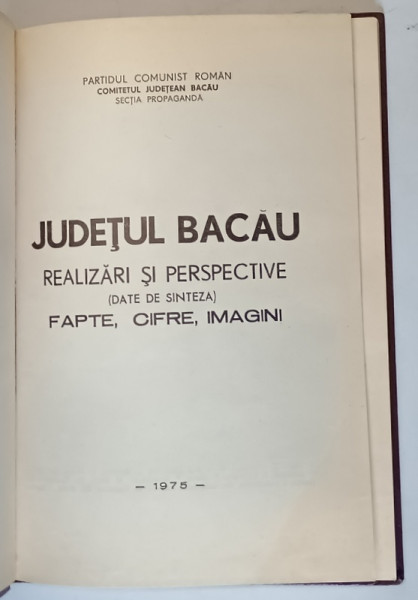 PARTIDUL COMUNIST ROMÂN
COMITETUL JUDEȚEAN BACĂU
SECȚIA PROPAGANDĂ
JUDEȚUL BACĂU
REALIZĂRI ȘI PERSPECTIVE
(DATE DE SINTEZA)
FAPTE, CIFRE, IMAGINI
– 1975 –